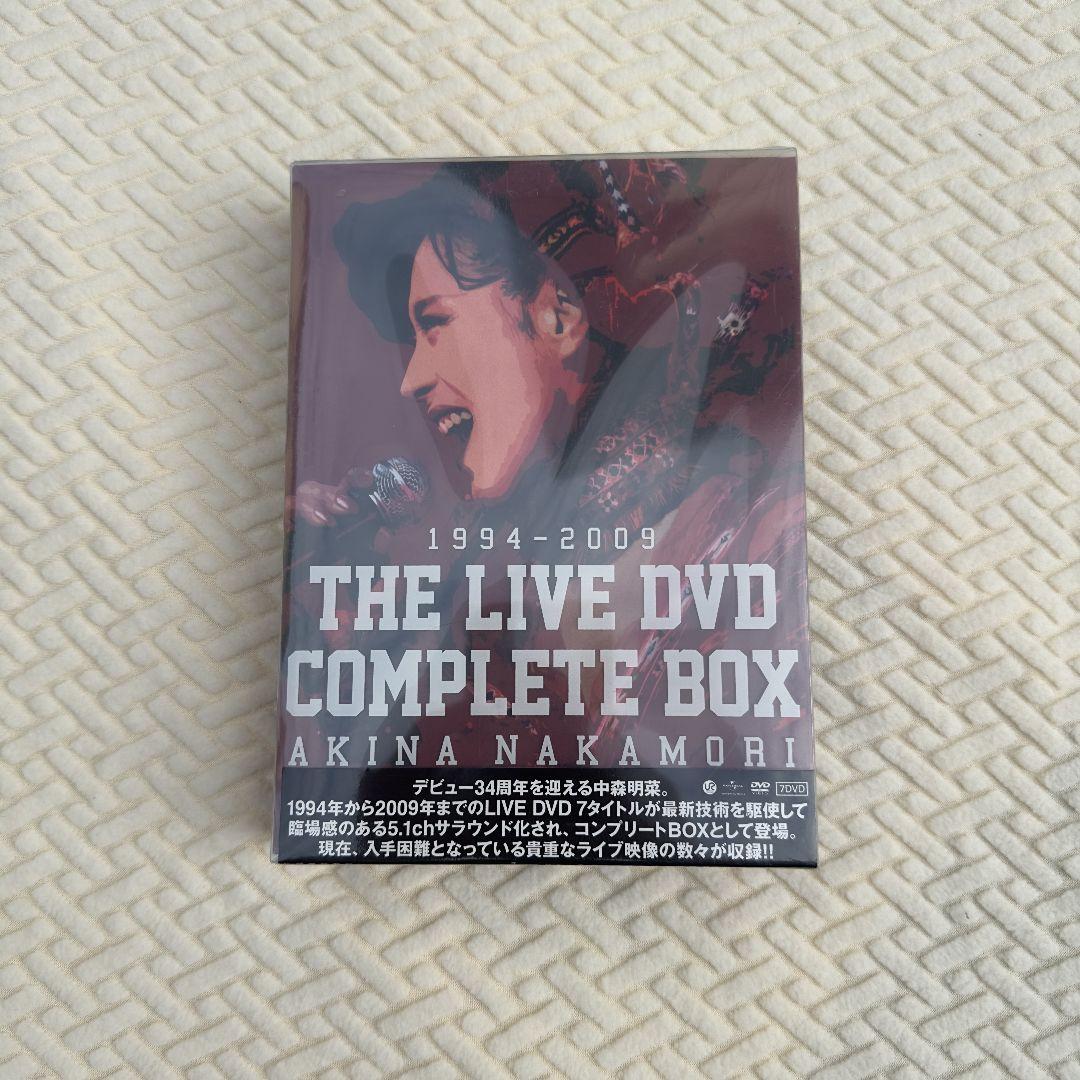 1994-2009
THE LIVE DVD
COMPLETE BOX
AKINA NAKAMORI
デビュー34周年を迎える中森明菜。
1994年から2009年までのLIVE DVD 7タイトルが最新技術を駆使して
臨場感のある5.1chサラウンド化され、コンプリートBOXとして登場。
現在、入手困難となっている貴重なライブ映像の数々が収録!!
DVD
VIDEO
7DVD